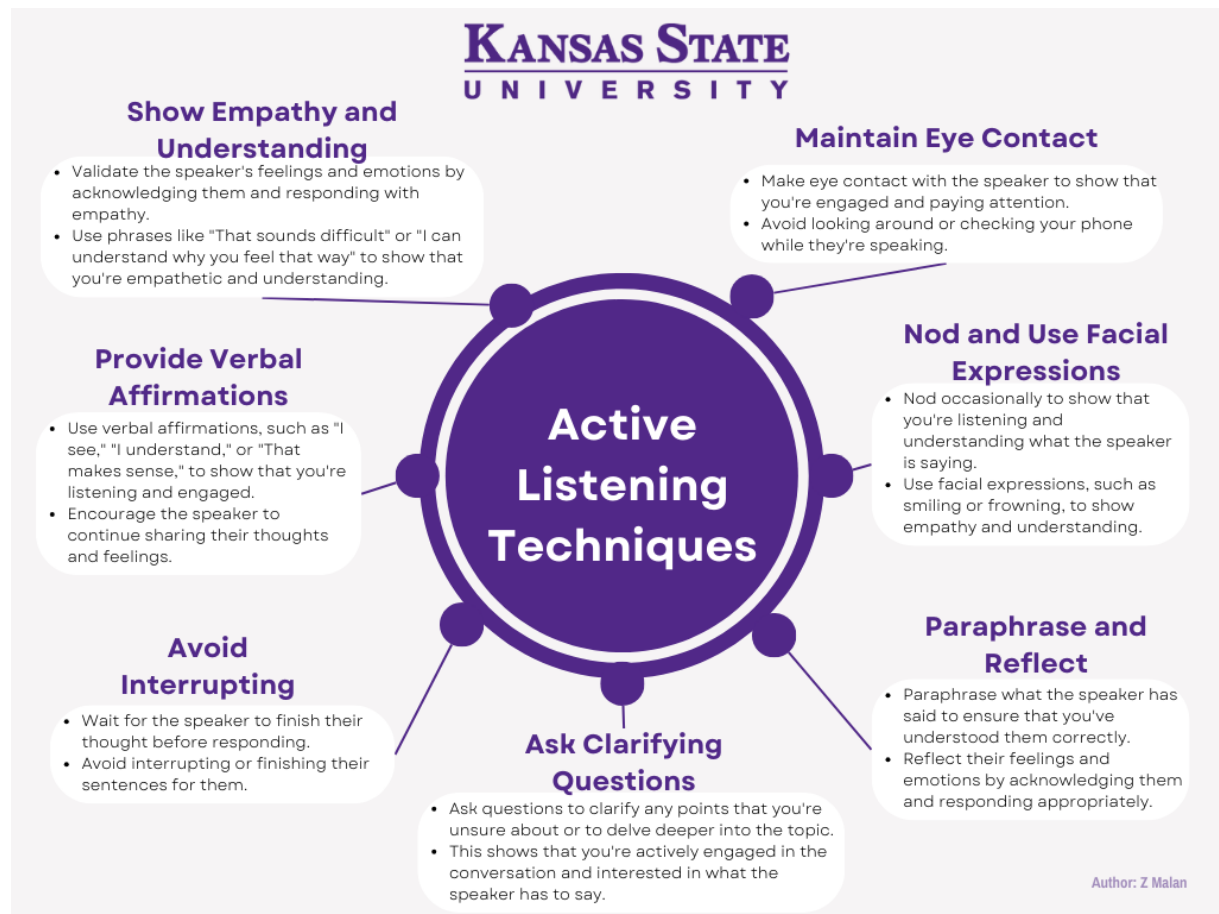 KANSAS STATE
UNIVERSITY
Show Empathy and
Understanding
• Validate the speaker's feelings and emotions by
acknowledging them and responding with
empathy.
• Use phrases like "That sounds difficult" or "I can
understand why you feel that way" to show that
you're empathetic and understanding.
Maintain Eye Contact
• Make eye contact with the speaker to show that
you're engaged and paying attention.
• Avoid looking around or checking your phone
while they're speaking.
Provide Verbal
Affirmations
• Use verbal affirmations, such as "I
see," "I understand," or "That
makes sense," to show that you're
listening and engaged.
• Encourage the speaker to
continue sharing their thoughts
and feelings.
Active
Listening
Techniques
Nod and Use Facial
Expressions
• Nod occasionally to show that
you're listening and
understanding what the speaker
is saying.
• Use facial expressions, such as
smiling or frowning, to show
empathy and understanding.
Avoid
Interrupting
• Wait for the speaker to finish their
thought before responding.
• Avoid interrupting or finishing their
sentences for them.
Ask Clarifying
Questions
• Ask questions to clarify any points that you're
unsure about or to delve deeper into the topic.
• This shows that you're actively engaged in the
conversation and interested in what the
speaker has to say.
Paraphrase and
Reflect
• Paraphrase what the speaker has
said to ensure that you've
understood them correctly.
• Reflect their feelings and
emotions by acknowledging them
and responding appropriately.
Author: Z Malan